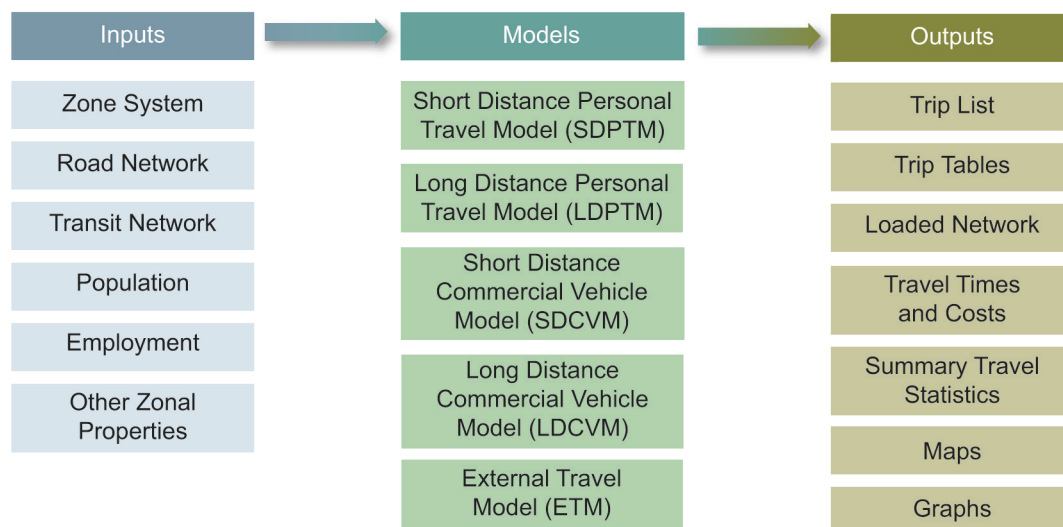 Inputs
Zone System
Road Network
Transit Network
Population
Employment
Other Zonal
Properties
Models
Short Distance Personal
Travel Model (SDPTM)
Long Distance Personal
Travel Model (LDPTM)
Short Distance
Commercial Vehicle
Model (SDCVM)
Long Distance
Commercial Vehicle
Model (LDCVM)
External Travel
Model (ETM)
Outputs
Trip List
Trip Tables
Loaded Network
Travel Times
and Costs
Summary Travel
Statistics
Maps
Graphs